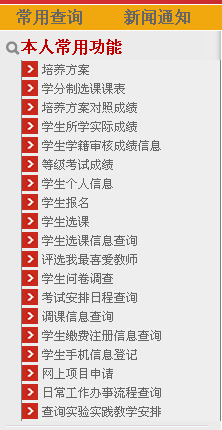 常用查询 新闻通知
本人常用功能
培养方案
学分制选课课表
培养方案对照成绩
学生所学实际成绩
学生学籍审核成绩信息
等级考试成绩
学生个人信息
学生报名
学生选课
学生选课信息查询
评选我最喜爱教师
学生问卷调查
考试安排日程查询
调课信息查询
学生缴费注册信息查询
学生手机信息登记
网上项目申请
日常工作办事流程查询
查询实验实践教学安排